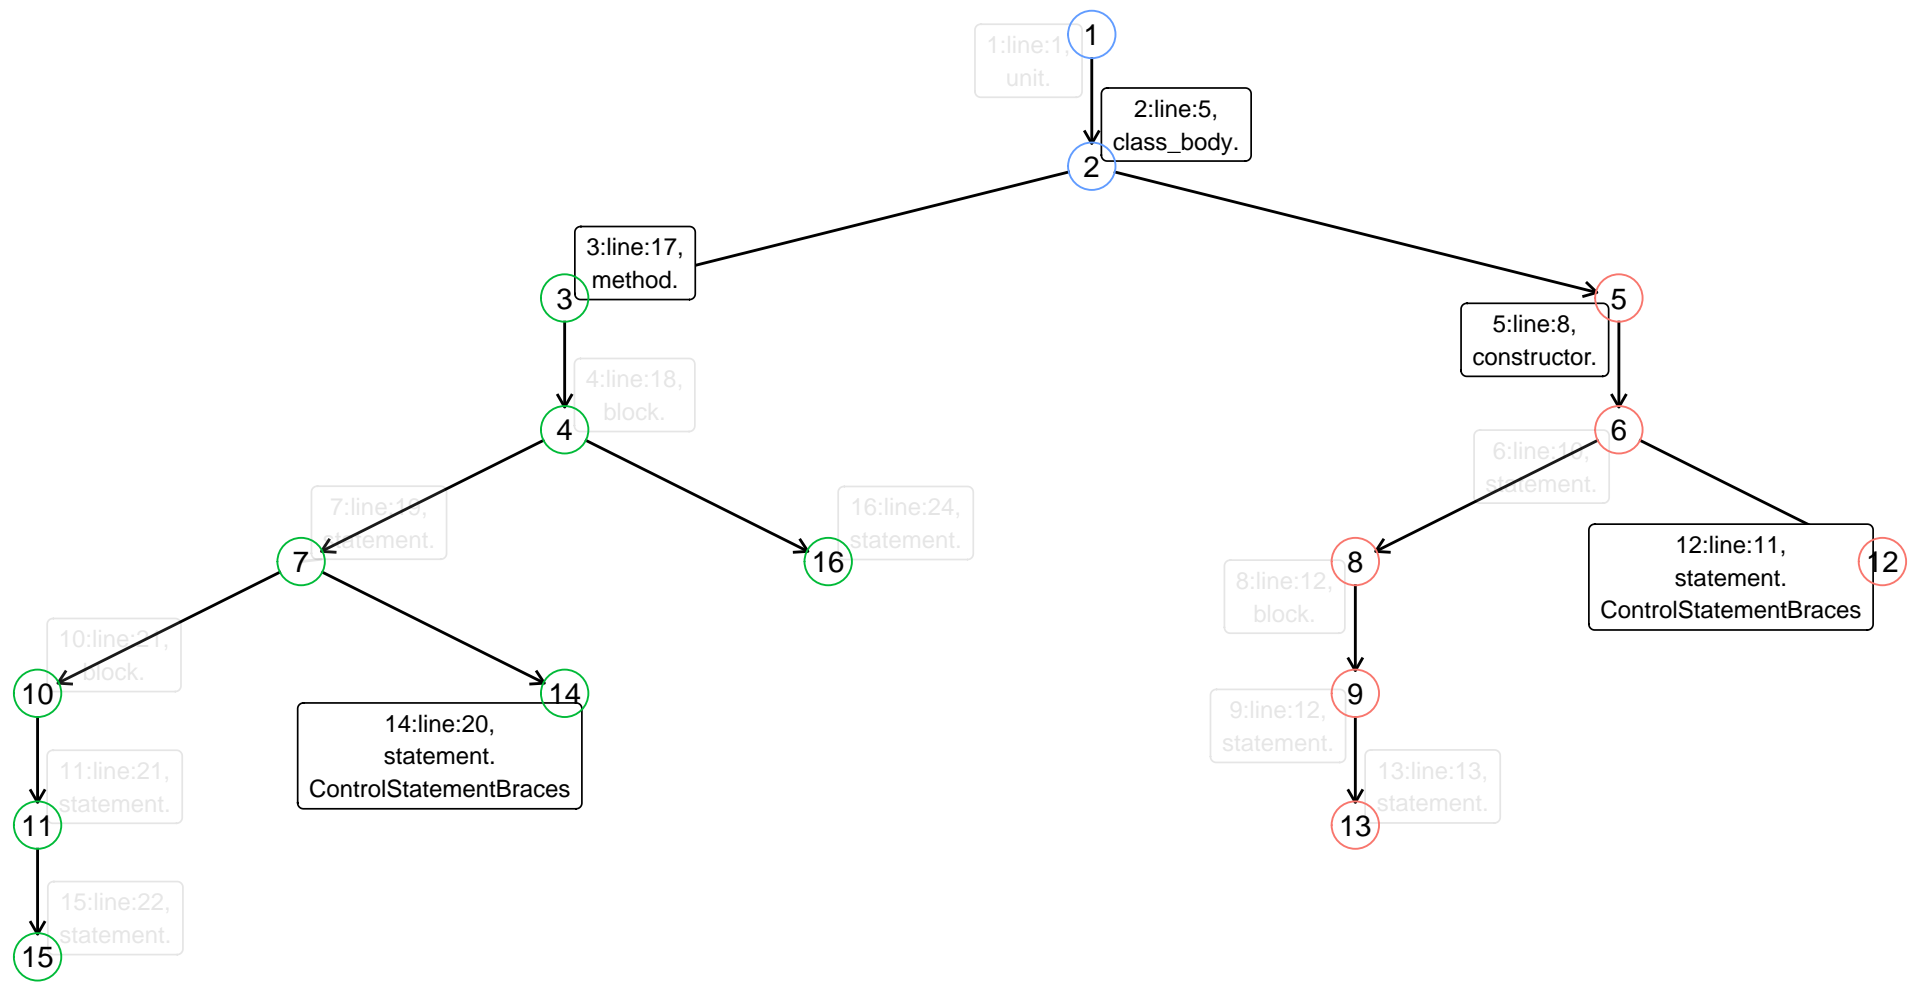 1
1:line:1,
unit.
2:line:5,
class_body.
2
3:line:17,
method.
3
5
5:line:8,
constructor.
4:line:18,
block.
4
6
6:line:10,
statement.
7:line:19,
statement.
16:line:24,
statement.
7
16
8
12:line:11,
statement.
ControlStatementBraces
12
8:line:12,
block.
10:line:21,
block.
10
14
14:line:20,
statement.
ControlStatementBraces
9
9:line:12,
statement.
11:line:21,
statement.
11
13:line:13,
statement.
13
15:line:22,
statement.
15